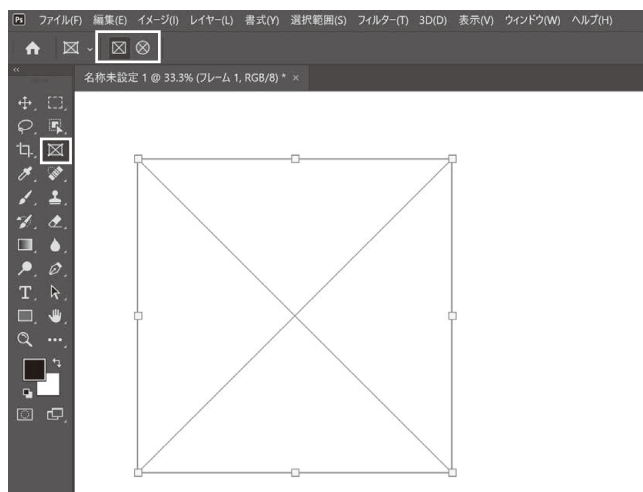 Ps ファイル(F) 編集(E) イメージ(I) レイヤー(L) 書式(Y) 選択範囲(S) フィルター(T) 3D(D) 表示(V) ウィンドウ(W) ヘルプ(H)
名称未設定 1 @ 33.3% (フレーム 1, RGB/8) * ×
T